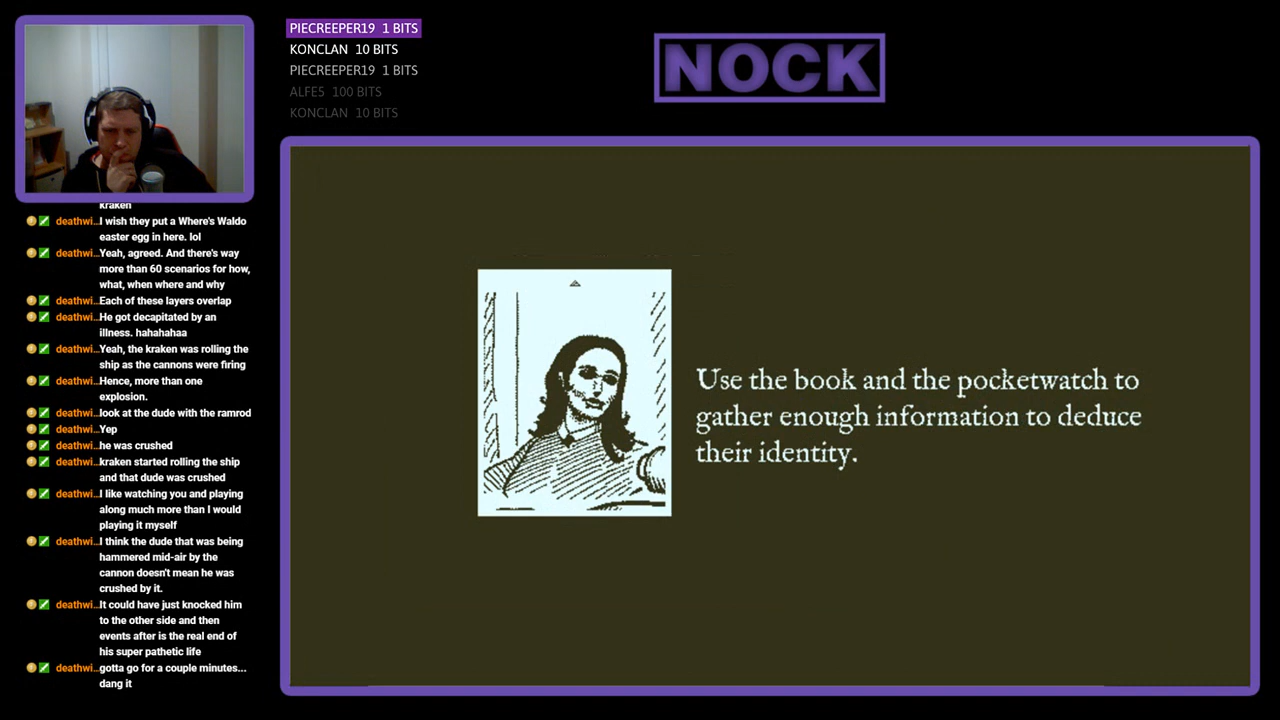 PIECREEPER19 1 BITS
KONCLAN 10 BITS
PIECREEPER19 1 BITS
ALFES 100 BITS
KONCLAN 10 BITS
NOCK
kraken
deathwi... I wish they put a Where's Waldo
easter egg in here. lol
deathwi... Yeah, agreed. And there's way
more than 60 scenarios for how,
what, when where and why
deathwi... Each of these layers overlap
deathwi... He got decapitated by an
illness. hahahahaa
deathwi... Yeah, the kraken was rolling the
ship as the cannons were firing
deathwi... Hence, more than one
explosion.
deathwi... look at the dude with the ramrod
deathwi... Yep
deathwi... he was crushed
deathwi... kraken started rolling the ship
and that dude was crushed
deathwi... I like watching you and playing
along much more than I would
playing it myself
deathwi... I think the dude that was being
hammered mid-air by the
cannon doesn't mean he was
crushed by it.
deathwi... It could have just knocked him
to the other side and then
events after is the real end of
his super pathetic life
deathwi... gotta go for a couple minutes...
dang it
Use the book and the pocketwatch to
gather enough information to deduce
their identity.